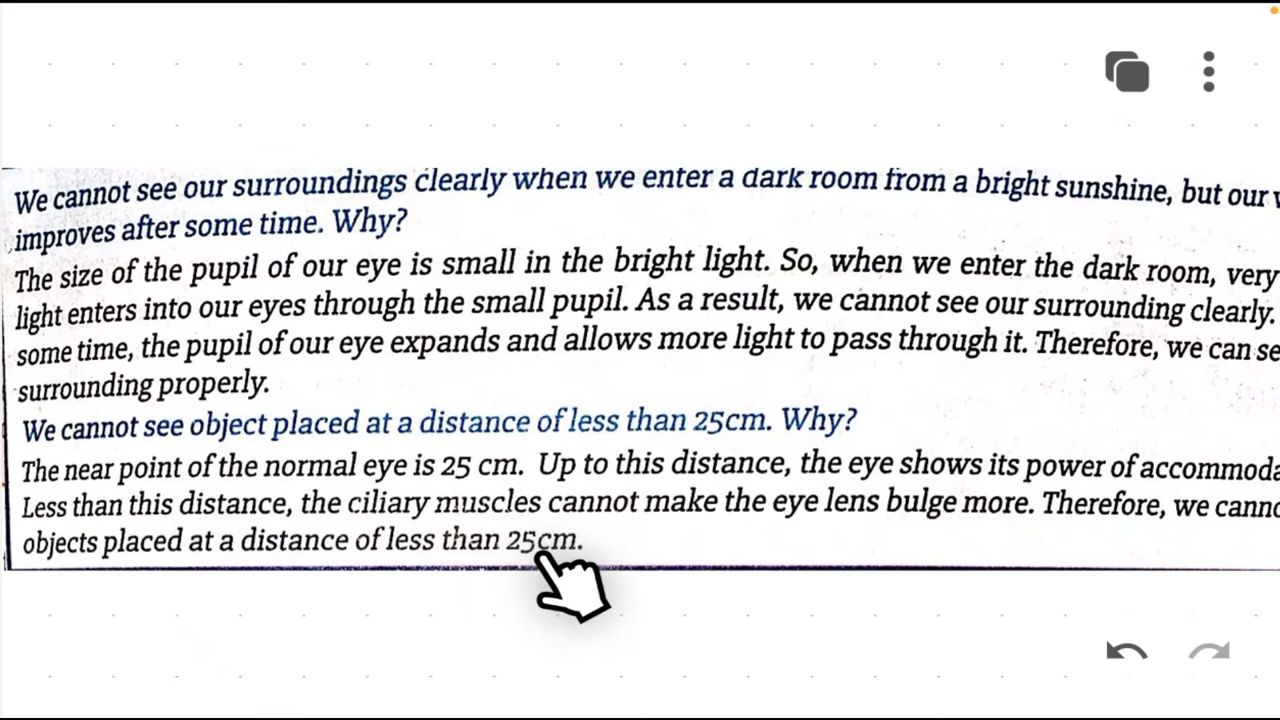 We cannot see our surroundings clearly when we enter a dark room from a bright sunshine, but our
improves after some time. Why?
The size of the pupil of our eye is small in the bright light. So, when we enter the dark room, very
light enters into our eyes through the small pupil. As a result, we cannot see our surrounding clearly.
some time, the pupil of our eye expands and allows more light to pass through it. Therefore, we can
surrounding properly.
We cannot see object placed at a distance of less than 25cm. Why?
The near point of the normal eye is 25 cm. Up to this distance, the eye shows its power of
Less than this distance, the ciliary muscles cannot make the eye lens bulge more. Therefore, we
objects placed at a distance of less than 25cm.